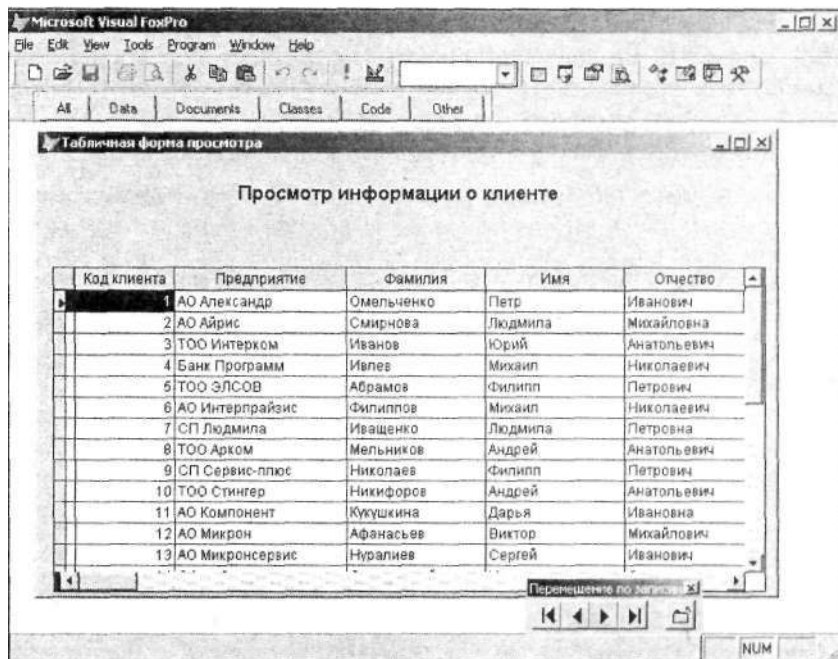 Microsoft Visual FoxPro
File Edit View Tools Program Window Help
All Data Documents Classes Code Other
Табличная форма просмотра
Просмотр информации о клиенте
Код клиента Предприятие Фамилия Имя Отчество
1 АО Александр Омельченко Петр Иванович
2 АО Айрис Смирнова Людмила Михайловна
3 ТОО Интерком Иванов Юрий Анатольевич
4 Банк Программ Ивлев Михаил Николаевич
5 ТОО ЭЛСОВ Абрамов Филипп Петрович
6 АО Интерпрайзис Филиппов Михаил Николаевич
7 СП Людмила Иващенко Людмила Петровна
8 ТОО Арком Мельников Андрей Анатольевич
9 СП Сервис-плюс Николаев Филипп Петрович
10 ТОО Стингер Никифоров Андрей Анатольевич
11 АО Компонент Кукушкина Дарья Ивановна
12 АО Микрон Афанасьев Виктор Михайлович
13 АО Микронсервис Нуралиев Сергей Иванович
Перемещение по
NUM